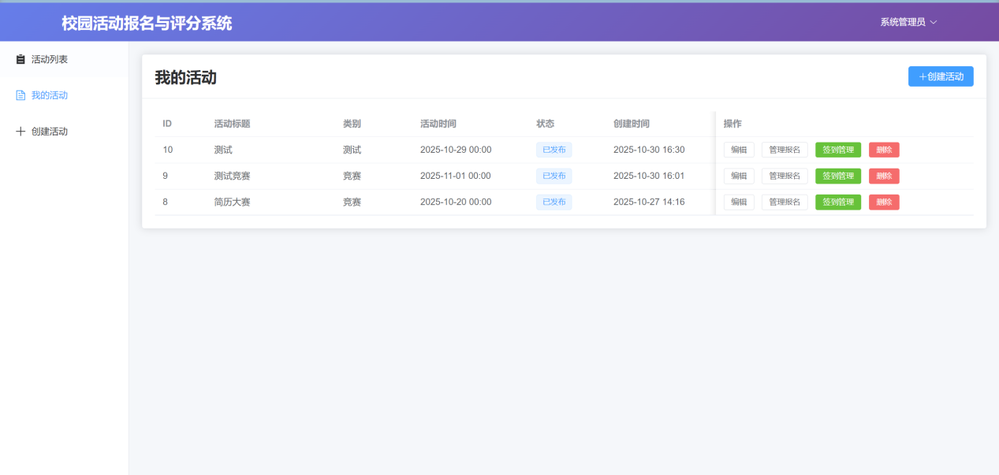 校园活动报名与评分系统 系统管理员
活动列表
我的活动
创建活动
我的活动 +创建活动
ID 活动标题 类别 活动时间 状态 创建时间 操作
10 测试 测试 2025-10-29 00:00 已发布 2025-10-30 16:30 编辑 管理报名 签到管理 删除
9 测试竞赛 竞赛 2025-11-01 00:00 已发布 2025-10-30 16:01 编辑 管理报名 签到管理 删除
8 简历大赛 竞赛 2025-10-20 00:00 已发布 2025-10-27 14:16 编辑 管理报名 签到管理 删除